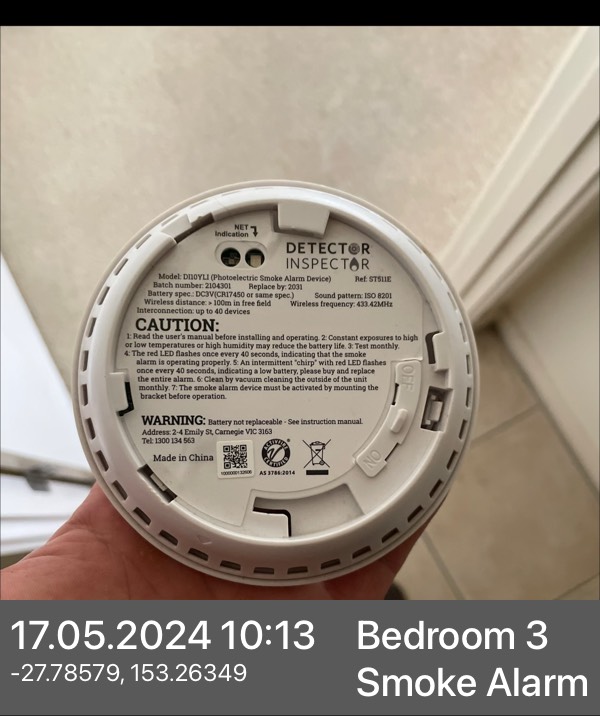 NET
indication
DETECTOR
INSPECTOR
Model: DI10YLI (Photoelectric Smoke Alarm Device) Ref: ST511E
Batch number: 2104301 Replace by: 2031
Battery spec.: DC3V(CR17450 or same spec.) Sound pattern: ISO 8201
Wireless distance: > 100m in free field Wireless frequency: 433.42MHz
Interconnection: up to 40 devices
CAUTION:
1: Read the user's manual before installing and operating. 2: Constant exposures to high
or low temperatures or high humidity may reduce the battery life. 3: Test monthly.
4: The red LED flashes once every 40 seconds, indicating that the smoke
alarm is operating properly. 5: An intermittent "chirp" with red LED flashes
once every 40 seconds, indicating a low battery, please buy and replace
the entire alarm. 6: Clean by vacuum cleaning the outside of the unit
monthly. 7: The smoke alarm device must be activated by mounting the
bracket before operation.
OFF
ON
WARNING: Battery not replaceable - See instruction manual.
Address: 2-4 Emily St, Carnegie VIC 3163
Tel: 1300 134 563
Made in China
AS 3786:2014
17.05.2024 10:13
-27.78579, 153.26349
Bedroom 3
Smoke Alarm